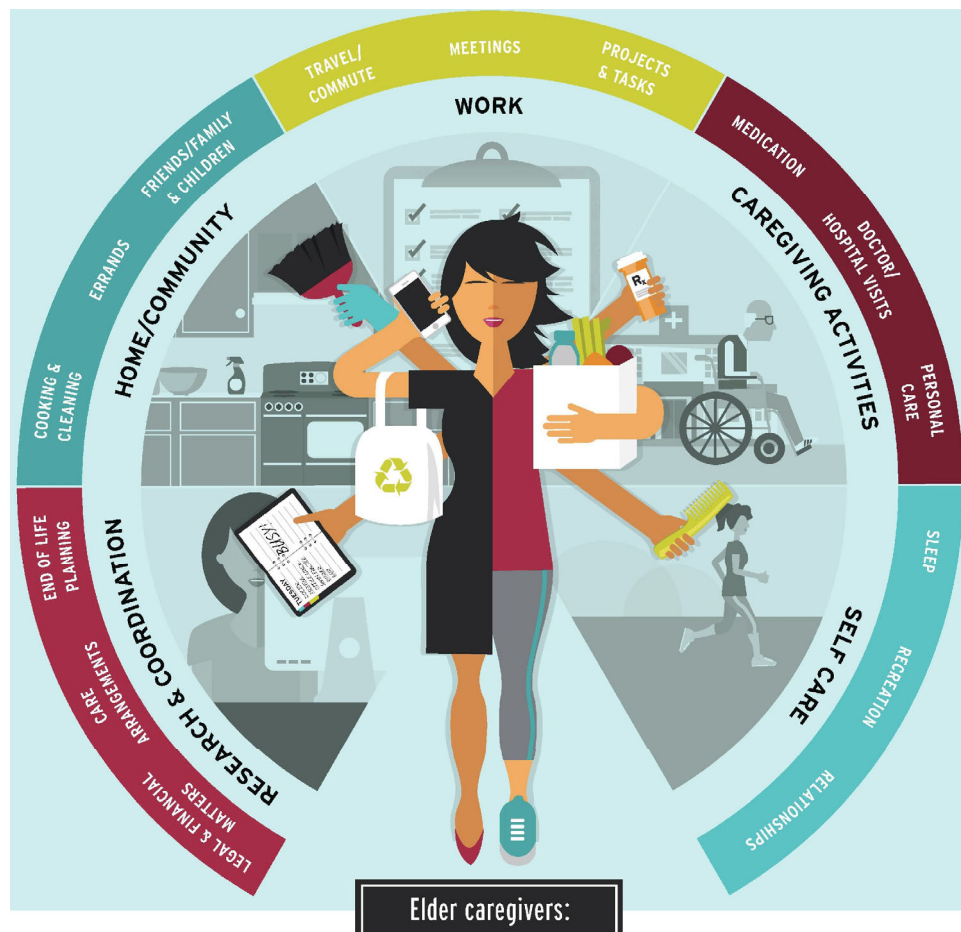 TRAVEL/
COMMUTE
MEETINGS
PROJECTS
& TASKS
WORK
FRIENDS/FAMILY
& CHILDREN
ERRANDS
COOKING &
CLEANING
HOME/COMMUNITY
MEDICATION
DOCTOR/
HOSPITAL VISITS
PERSONAL
CARE
CAREGIVING ACTIVITIES
Rx
END OF LIFE
PLANNING
CARE
ARRANGEMENTS
LEGAL & FINANCIAL
MATTERS
RESEARCH & COORDINATION
TUESDAY
BUSY!
SLEEP
RECREATION
RELATIONSHIPS
SELF CARE
Elder caregivers: